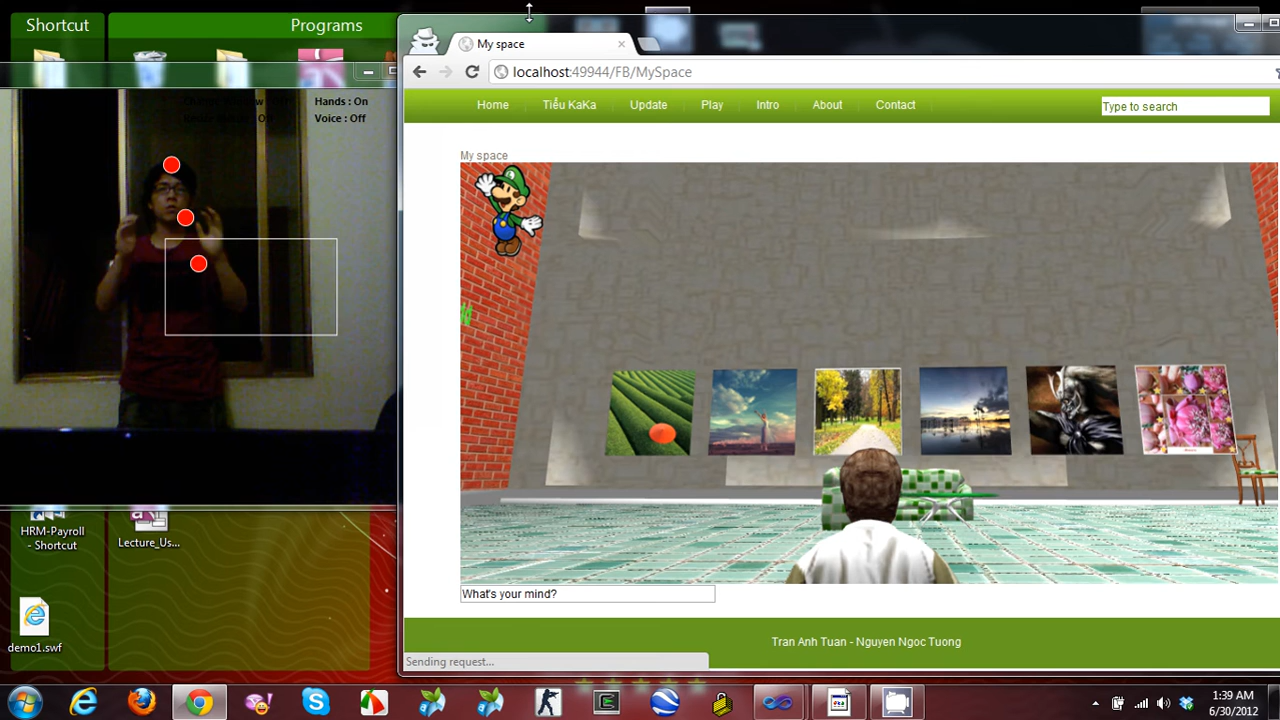 Shortcut
Programs
Hands : On
Voice : Off
My space
localhost:49944/FB/MySpace
Home
Tiểu KaKa
Update
Play
Intro
About
Contact
Type to search
My space
What's your mind?
Tran Anh Tuan - Nguyen Ngoc Tuong
Sending request...
HRM-Payroll
- Shortcut
Lecture_Us...
demo1.swf
1:39 AM
6/30/2012